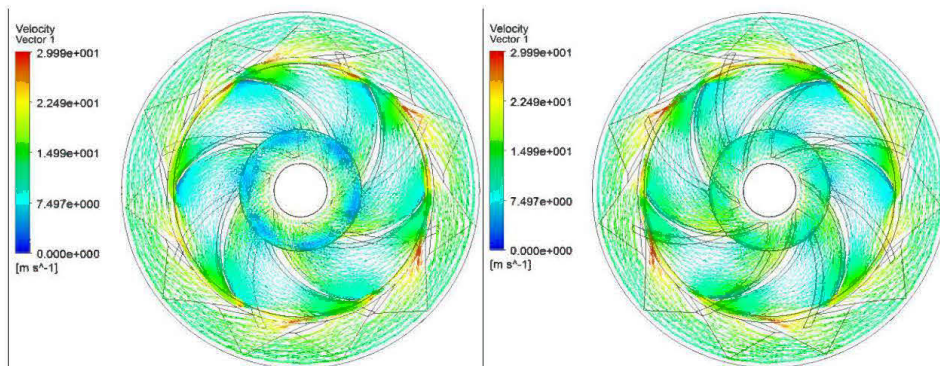 Velocity
Vector 1
2.999e+001
2.249e+001
1.499e+001
7.497e+000
0.000e+000
[m s^-1]
Velocity
Vector 1
2.999e+001
2.249e+001
1.499e+001
7.497e+000
0.000e+000
[m s^-1]